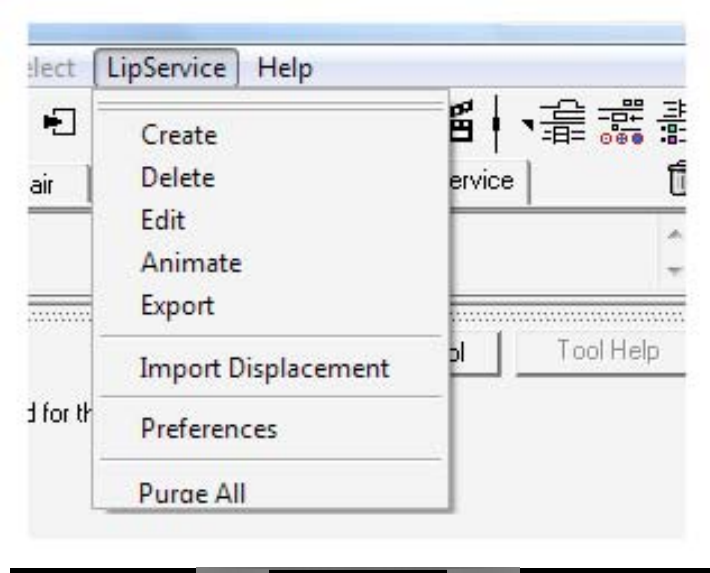 elect LipService Help
Create
air Delete ervice
Edit
Animate
Export
Import Displacement ol Tool Help
d for th Preferences
Purge All